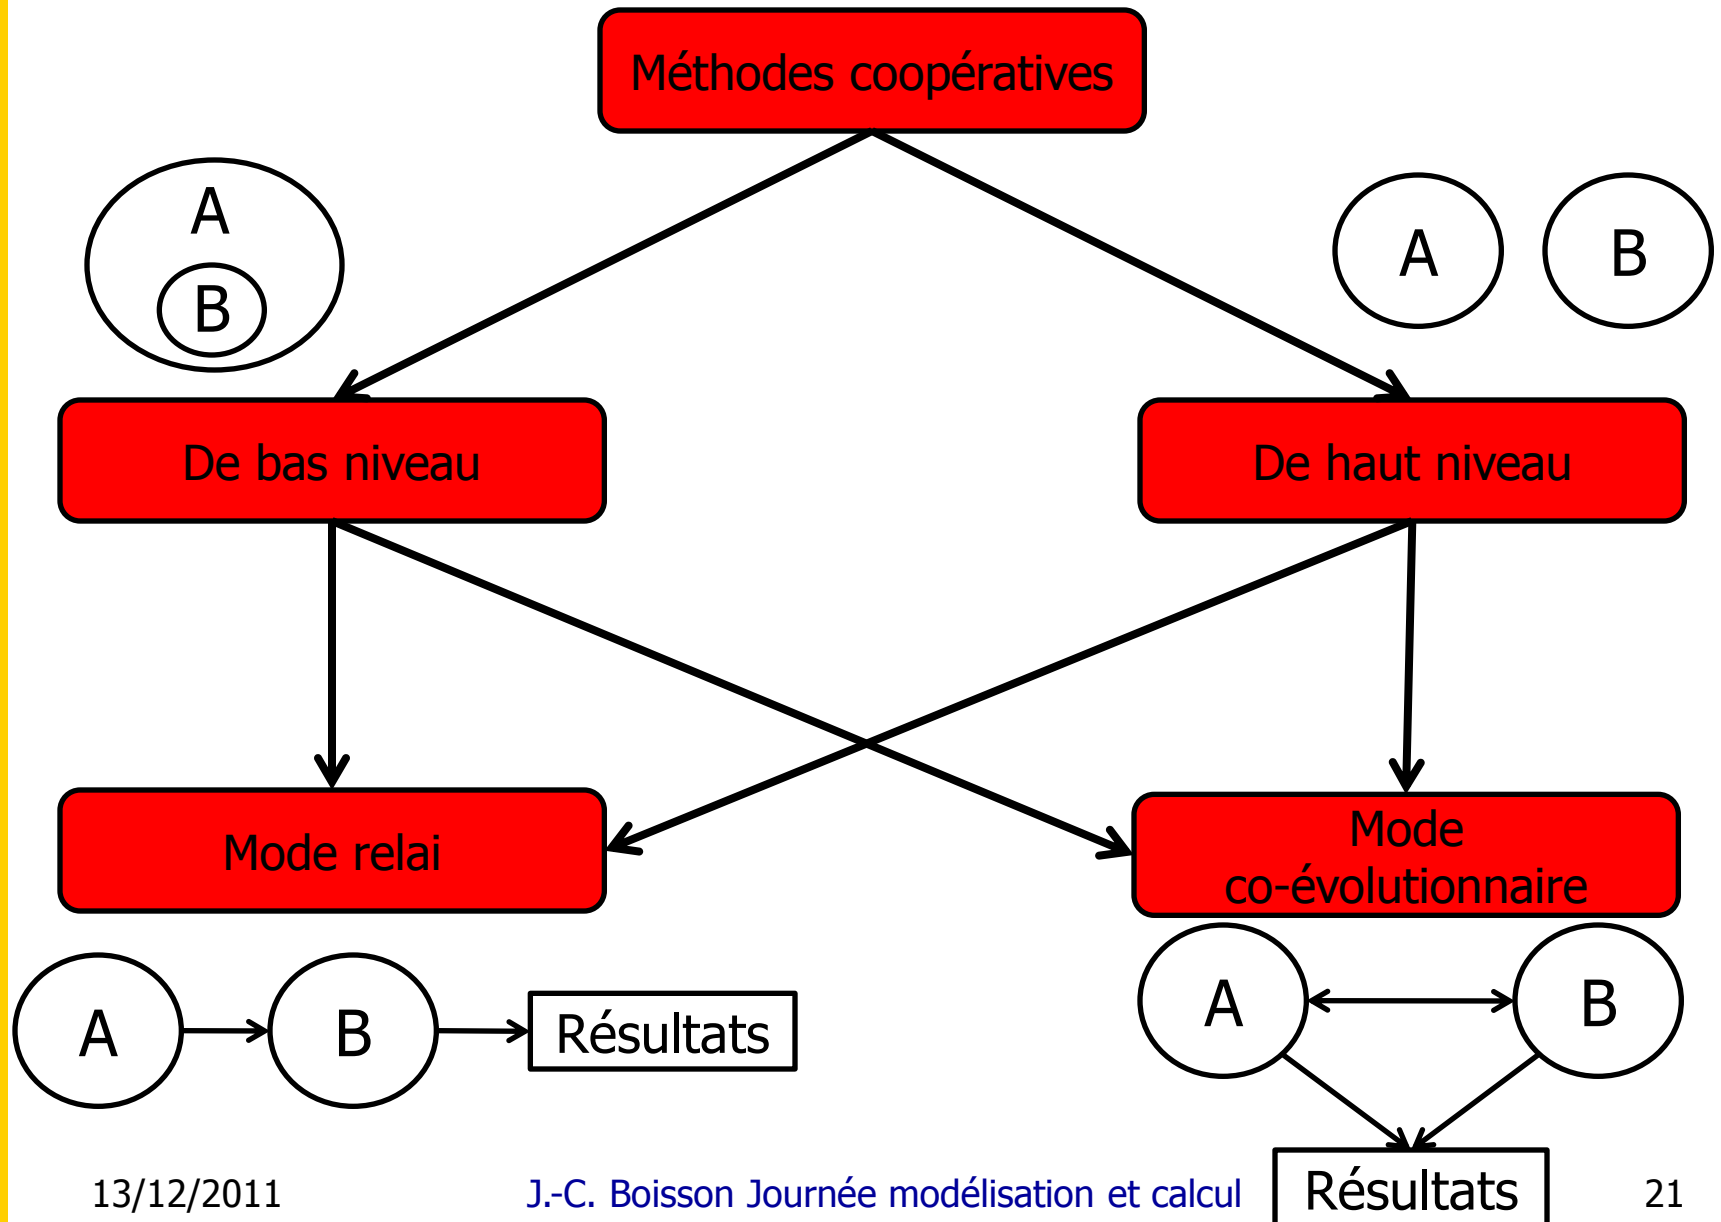 Méthodes coopératives
A
B
A
B
De bas niveau
De haut niveau
Mode relai
Mode
co-évolutionnaire
A
B
Résultats
A
B
Résultats
13/12/2011
J.-C. Boisson Journée modélisation et calcul
21